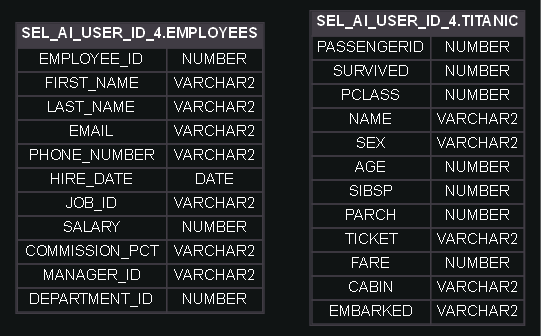 SEL_AI_USER_ID_4.EMPLOYEES
EMPLOYEE_ID NUMBER
FIRST_NAME VARCHAR2
LAST_NAME VARCHAR2
EMAIL VARCHAR2
PHONE_NUMBER VARCHAR2
HIRE_DATE DATE
JOB_ID VARCHAR2
SALARY NUMBER
COMMISSION_PCT VARCHAR2
MANAGER_ID VARCHAR2
DEPARTMENT_ID NUMBER
SEL_AI_USER_ID_4.TITANIC
PASSENGERID NUMBER
SURVIVED NUMBER
PCLASS NUMBER
NAME VARCHAR2
SEX VARCHAR2
AGE NUMBER
SIBSP NUMBER
PARCH NUMBER
TICKET VARCHAR2
FARE NUMBER
CABIN VARCHAR2
EMBARKED VARCHAR2